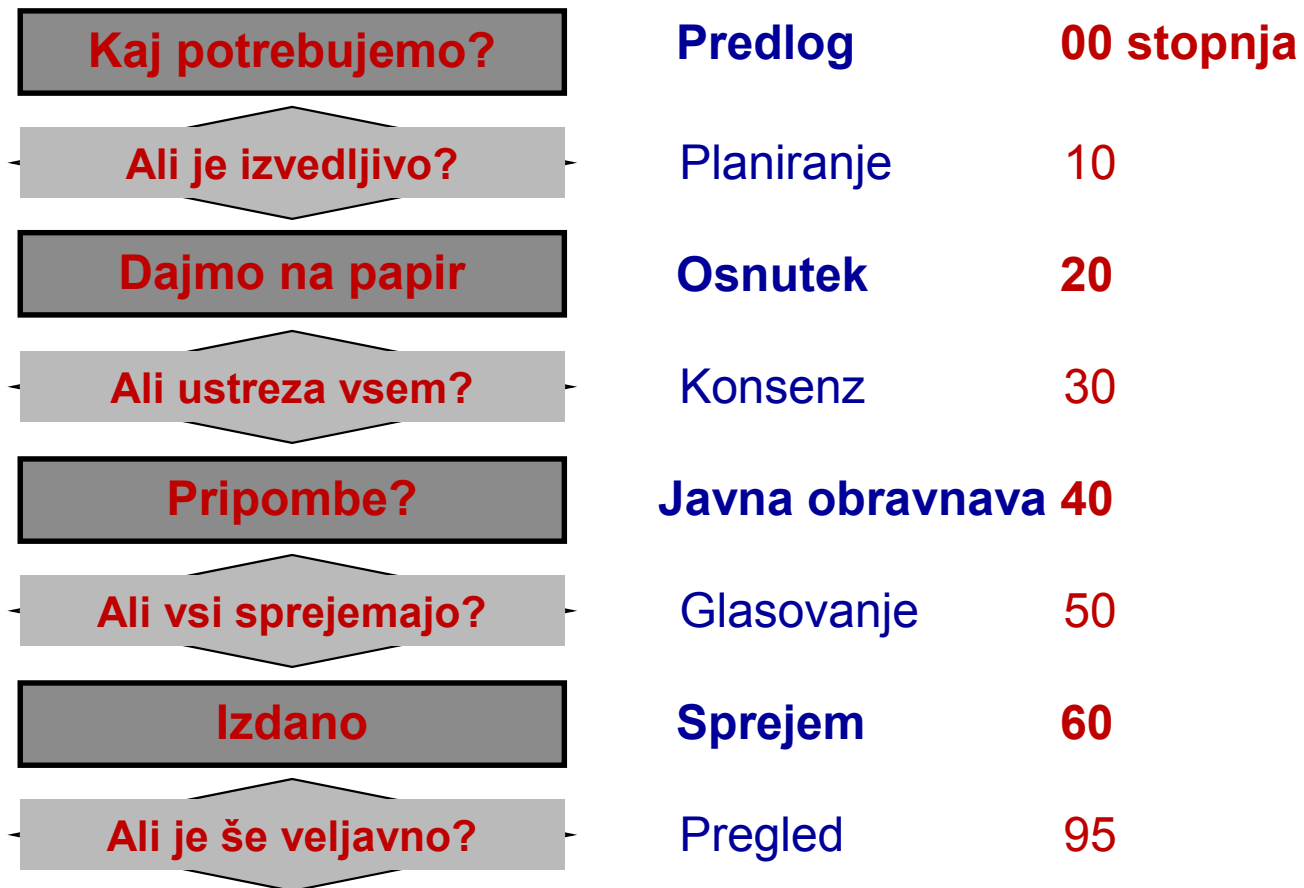 Kaj potrebujemo? Predlog 00 stopnja
Ali je izvedljivo? Planiranje 10
Dajmo na papir Osnutek 20
Ali ustreza vsem? Konsenz 30
Pripombe? Javna obravnava 40
Ali vsi sprejemajo? Glasovanje 50
Izdano Sprejem 60
Ali je še veljavno? Pregled 95